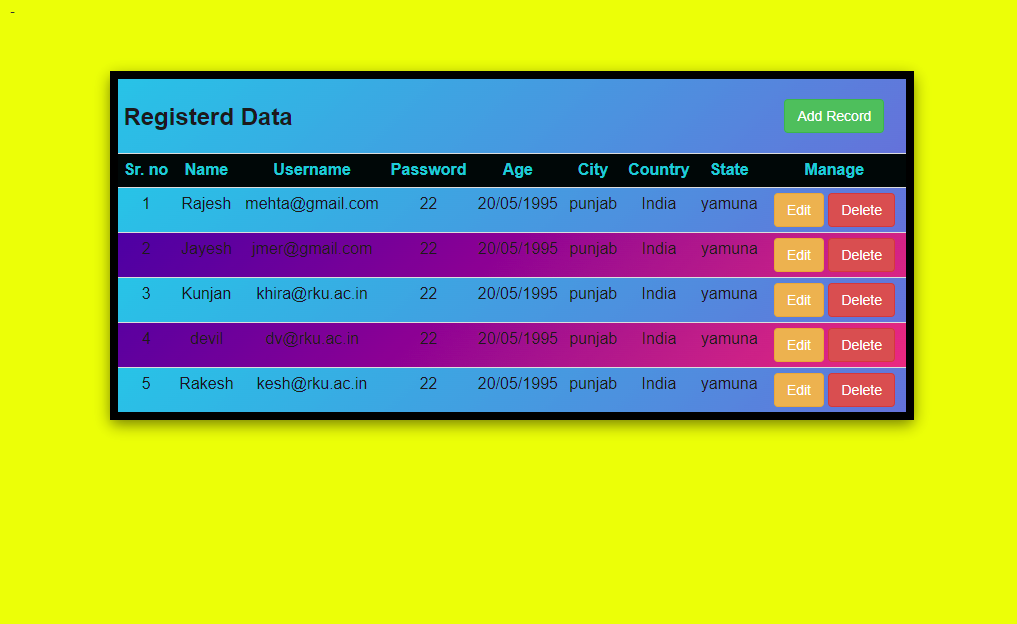 -
Registerd Data Add Record
Sr. no Name Username Password Age City Country State Manage
1 Rajesh mehta@gmail.com 22 20/05/1995 punjab India yamuna Edit Delete
2 Jayesh jmer@gmail.com 22 20/05/1995 punjab India yamuna Edit Delete
3 Kunjan khira@rku.ac.in 22 20/05/1995 punjab India yamuna Edit Delete
4 devil dv@rku.ac.in 22 20/05/1995 punjab India yamuna Edit Delete
5 Rakesh kesh@rku.ac.in 22 20/05/1995 punjab India yamuna Edit Delete